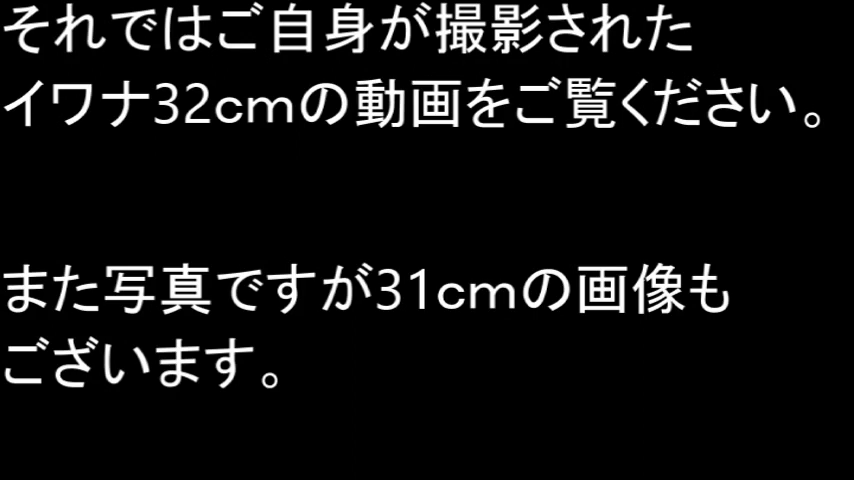 それではご自身が撮影された
イワナ32cmの動画をご覧ください。
また写真ですが31cmの画像も
ございます。